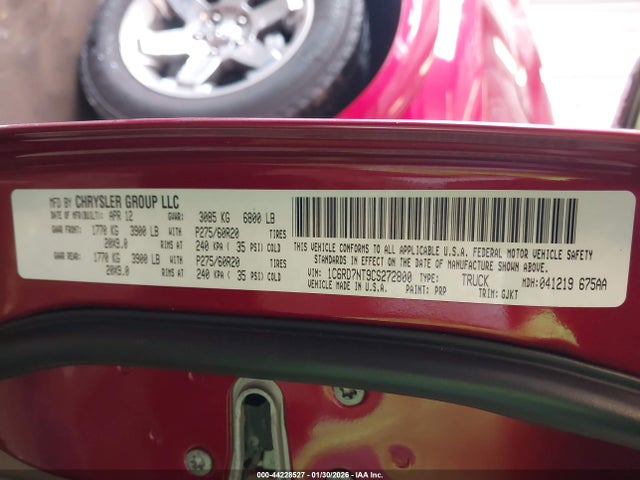 MFD BY CHRYSLER GROUP LLC
DATE OF MFR(BUILT): APR 12 GVWR: 3085 KG 6800 LB
GAWR FRONT: 1770 KG 3900 LB WITH P275/60R20 TIRES
20X9.0 RIMS AT 240 KPA ( 35 PSI) COLD
GAWR REAR: 1770 KG 3900 LB WITH P275/60R20 TIRES
20X9.0 RIMS AT 240 KPA ( 35 PSI) COLD
THIS VEHICLE CONFORMS TO ALL APPLICABLE U.S.A. FEDERAL MOTOR VEHICLE SAFETY
STANDARDS IN EFFECT ON THE DATE OF MANUFACTURE SHOWN ABOVE.
VIN: 1C6RD7NT9CS272800 TYPE: TRUCK MDH: 041219 675AA
VEHICLE MADE IN U.S.A. PAINT: PRP TRIM: GJKT
000-44228527 - 01/30/2026 - IAA Inc.